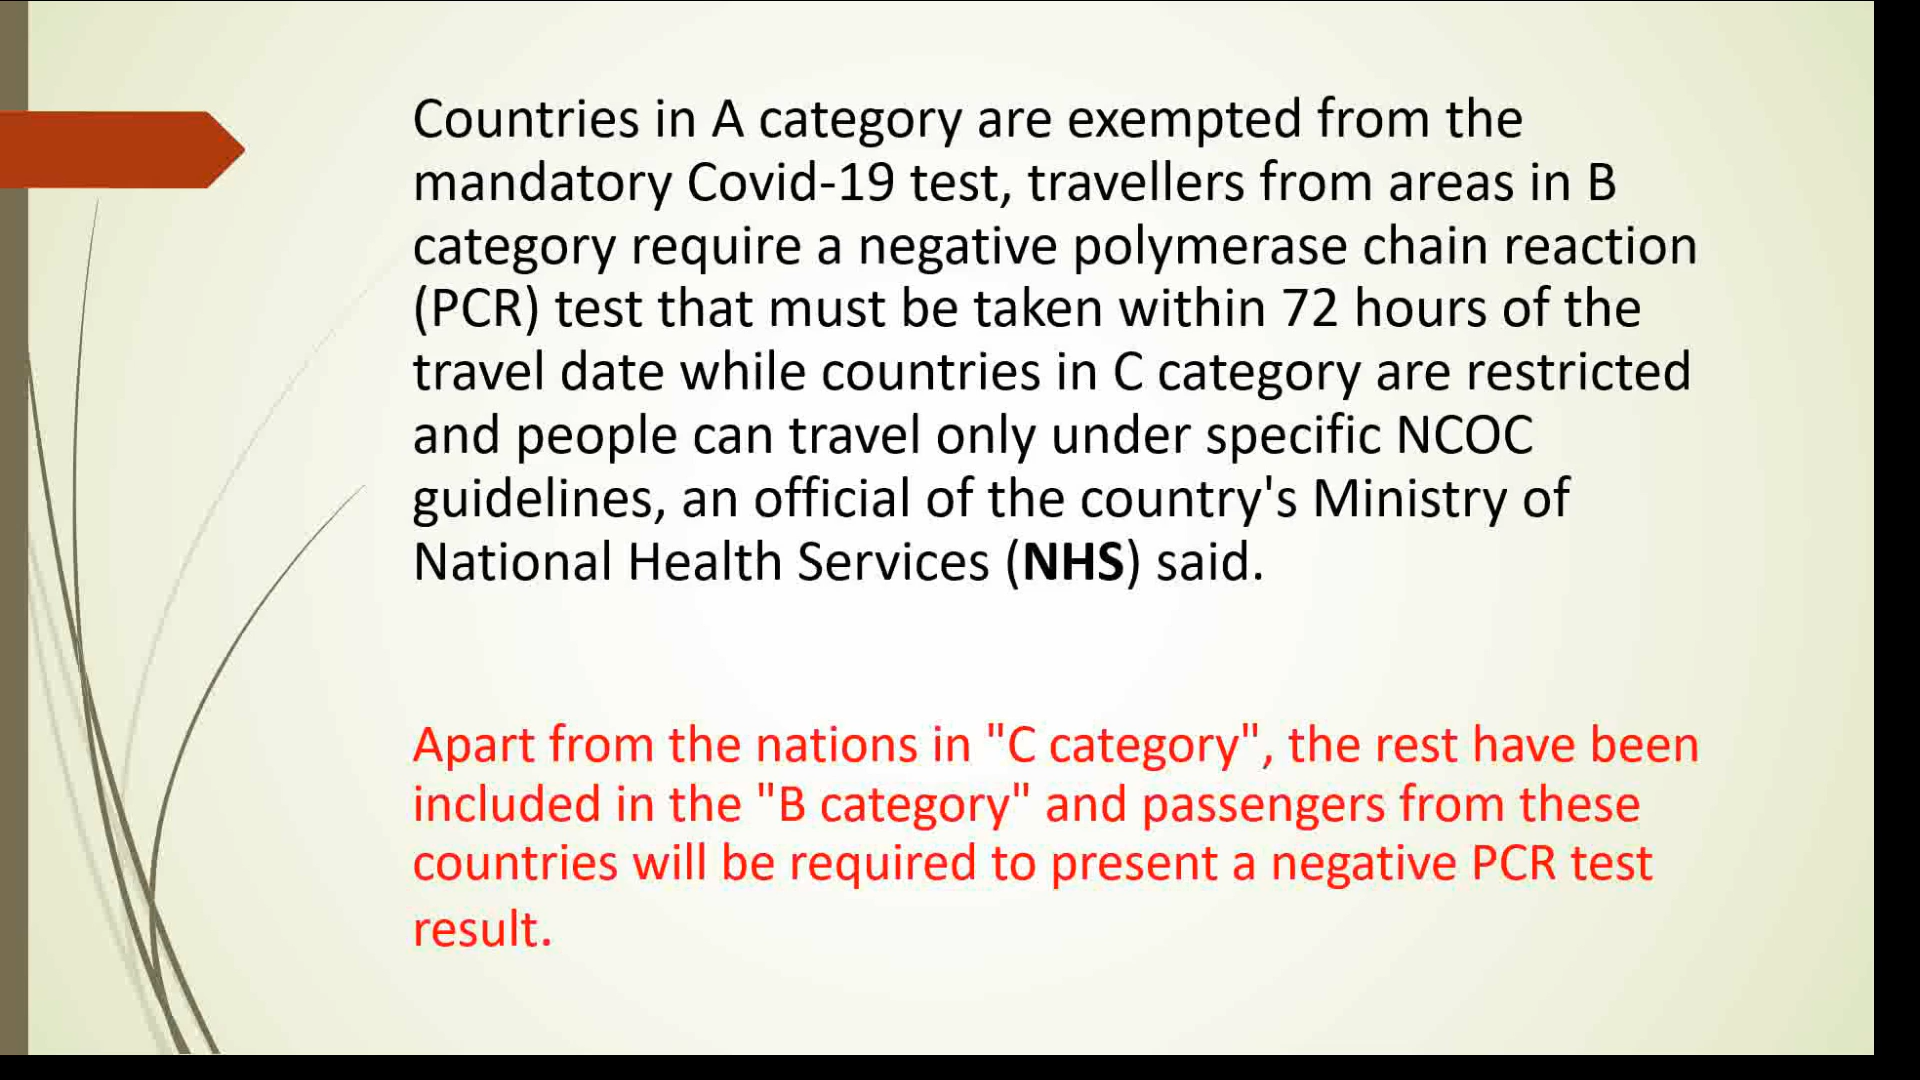 Countries in A category are exempted from the
mandatory Covid-19 test, travellers from areas in B
category require a negative polymerase chain reaction
(PCR) test that must be taken within 72 hours of the
travel date while countries in C category are restricted
and people can travel only under specific NCOC
guidelines, an official of the country's Ministry of
National Health Services (NHS) said.
Apart from the nations in "C category", the rest have been
included in the "B category" and passengers from these
countries will be required to present a negative PCR test
result.